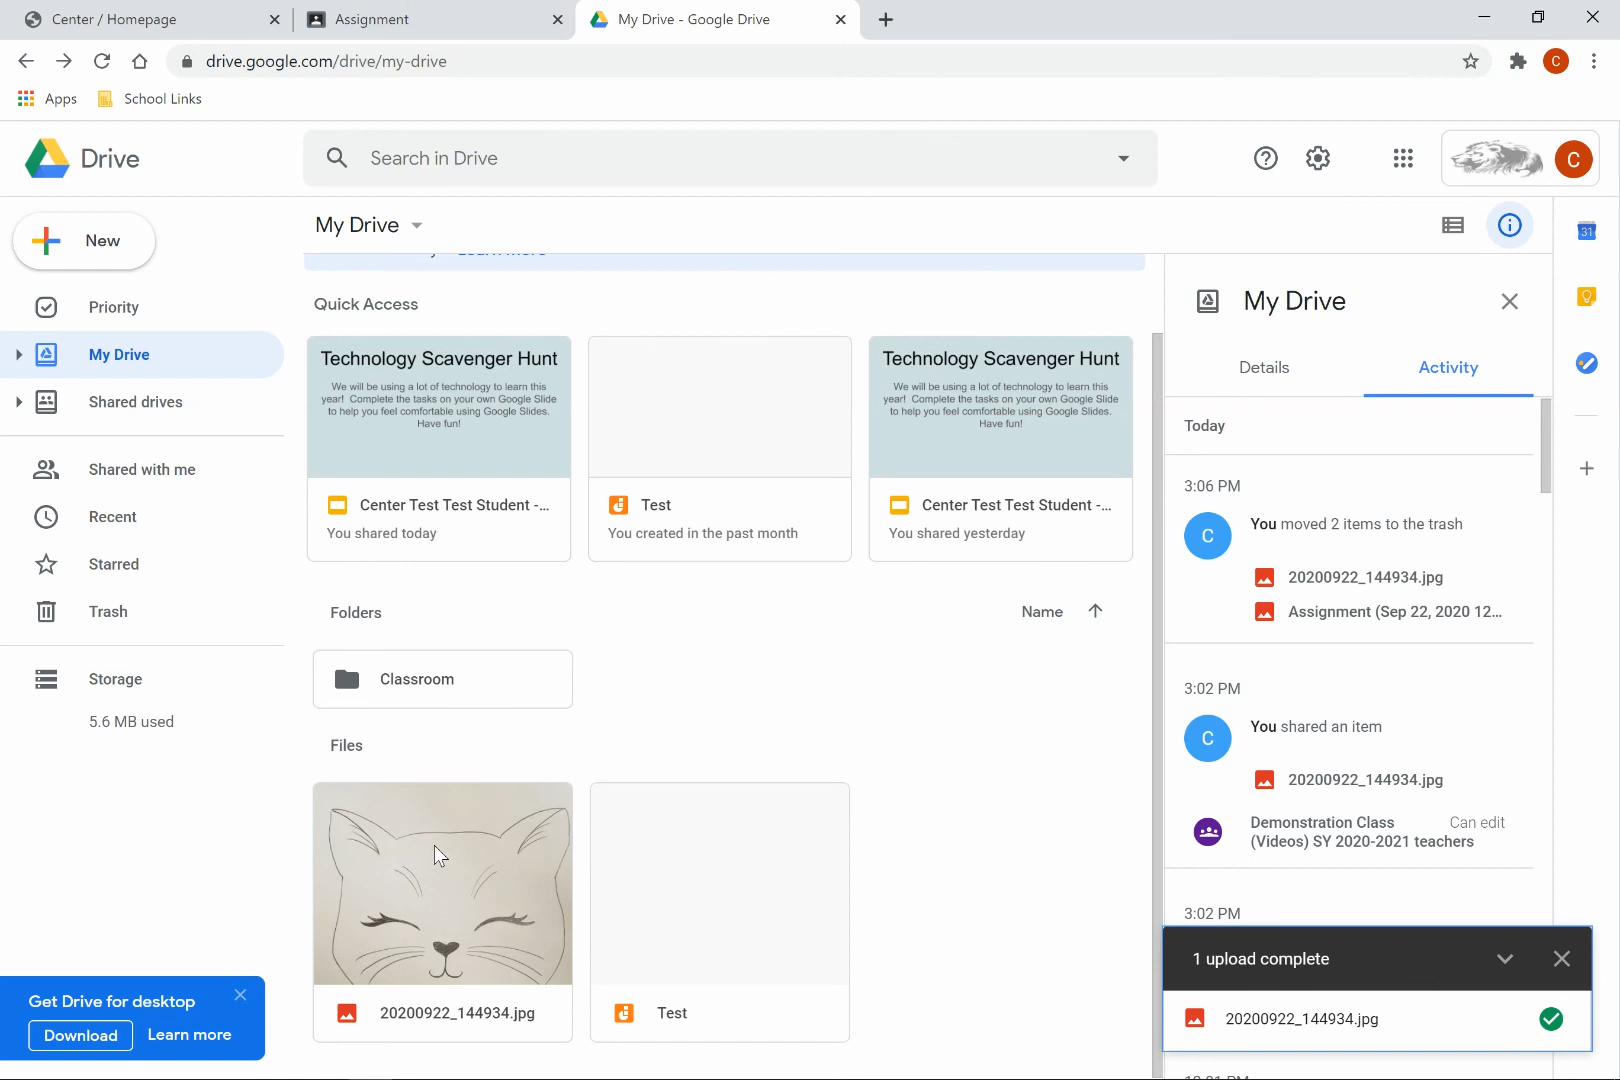 Center / Homepage
Assignment
My Drive - Google Drive
drive.google.com/drive/my-drive
C
Apps
School Links
Drive
Search in Drive
C
New
My Drive
31
Priority
My Drive
Shared drives
Shared with me
Recent
Starred
Trash
Storage
5.6 MB used
Learn more
Quick Access
Technology Scavenger Hunt
We will be using a lot of technology to learn this
year! Complete the tasks on your own Google Slide
to help you feel comfortable using Google Slides.
Have fun!
Center Test Test Student -...
You shared today
Test
You created in the past month
Technology Scavenger Hunt
We will be using a lot of technology to learn this
year! Complete the tasks on your own Google Slide
to help you feel comfortable using Google Slides.
Have fun!
Center Test Test Student -...
You shared yesterday
Folders
Name
Classroom
Files
20200922_144934.jpg
Test
My Drive
Details
Activity
Today
3:06 PM
C
You moved 2 items to the trash
20200922_144934.jpg
Assignment (Sep 22, 2020 12...
3:02 PM
C
You shared an item
20200922_144934.jpg
Demonstration Class
(Videos) SY 2020-2021 teachers
Can edit
3:02 PM
1 upload complete
20200922_144934.jpg
Get Drive for desktop
Download
Learn more